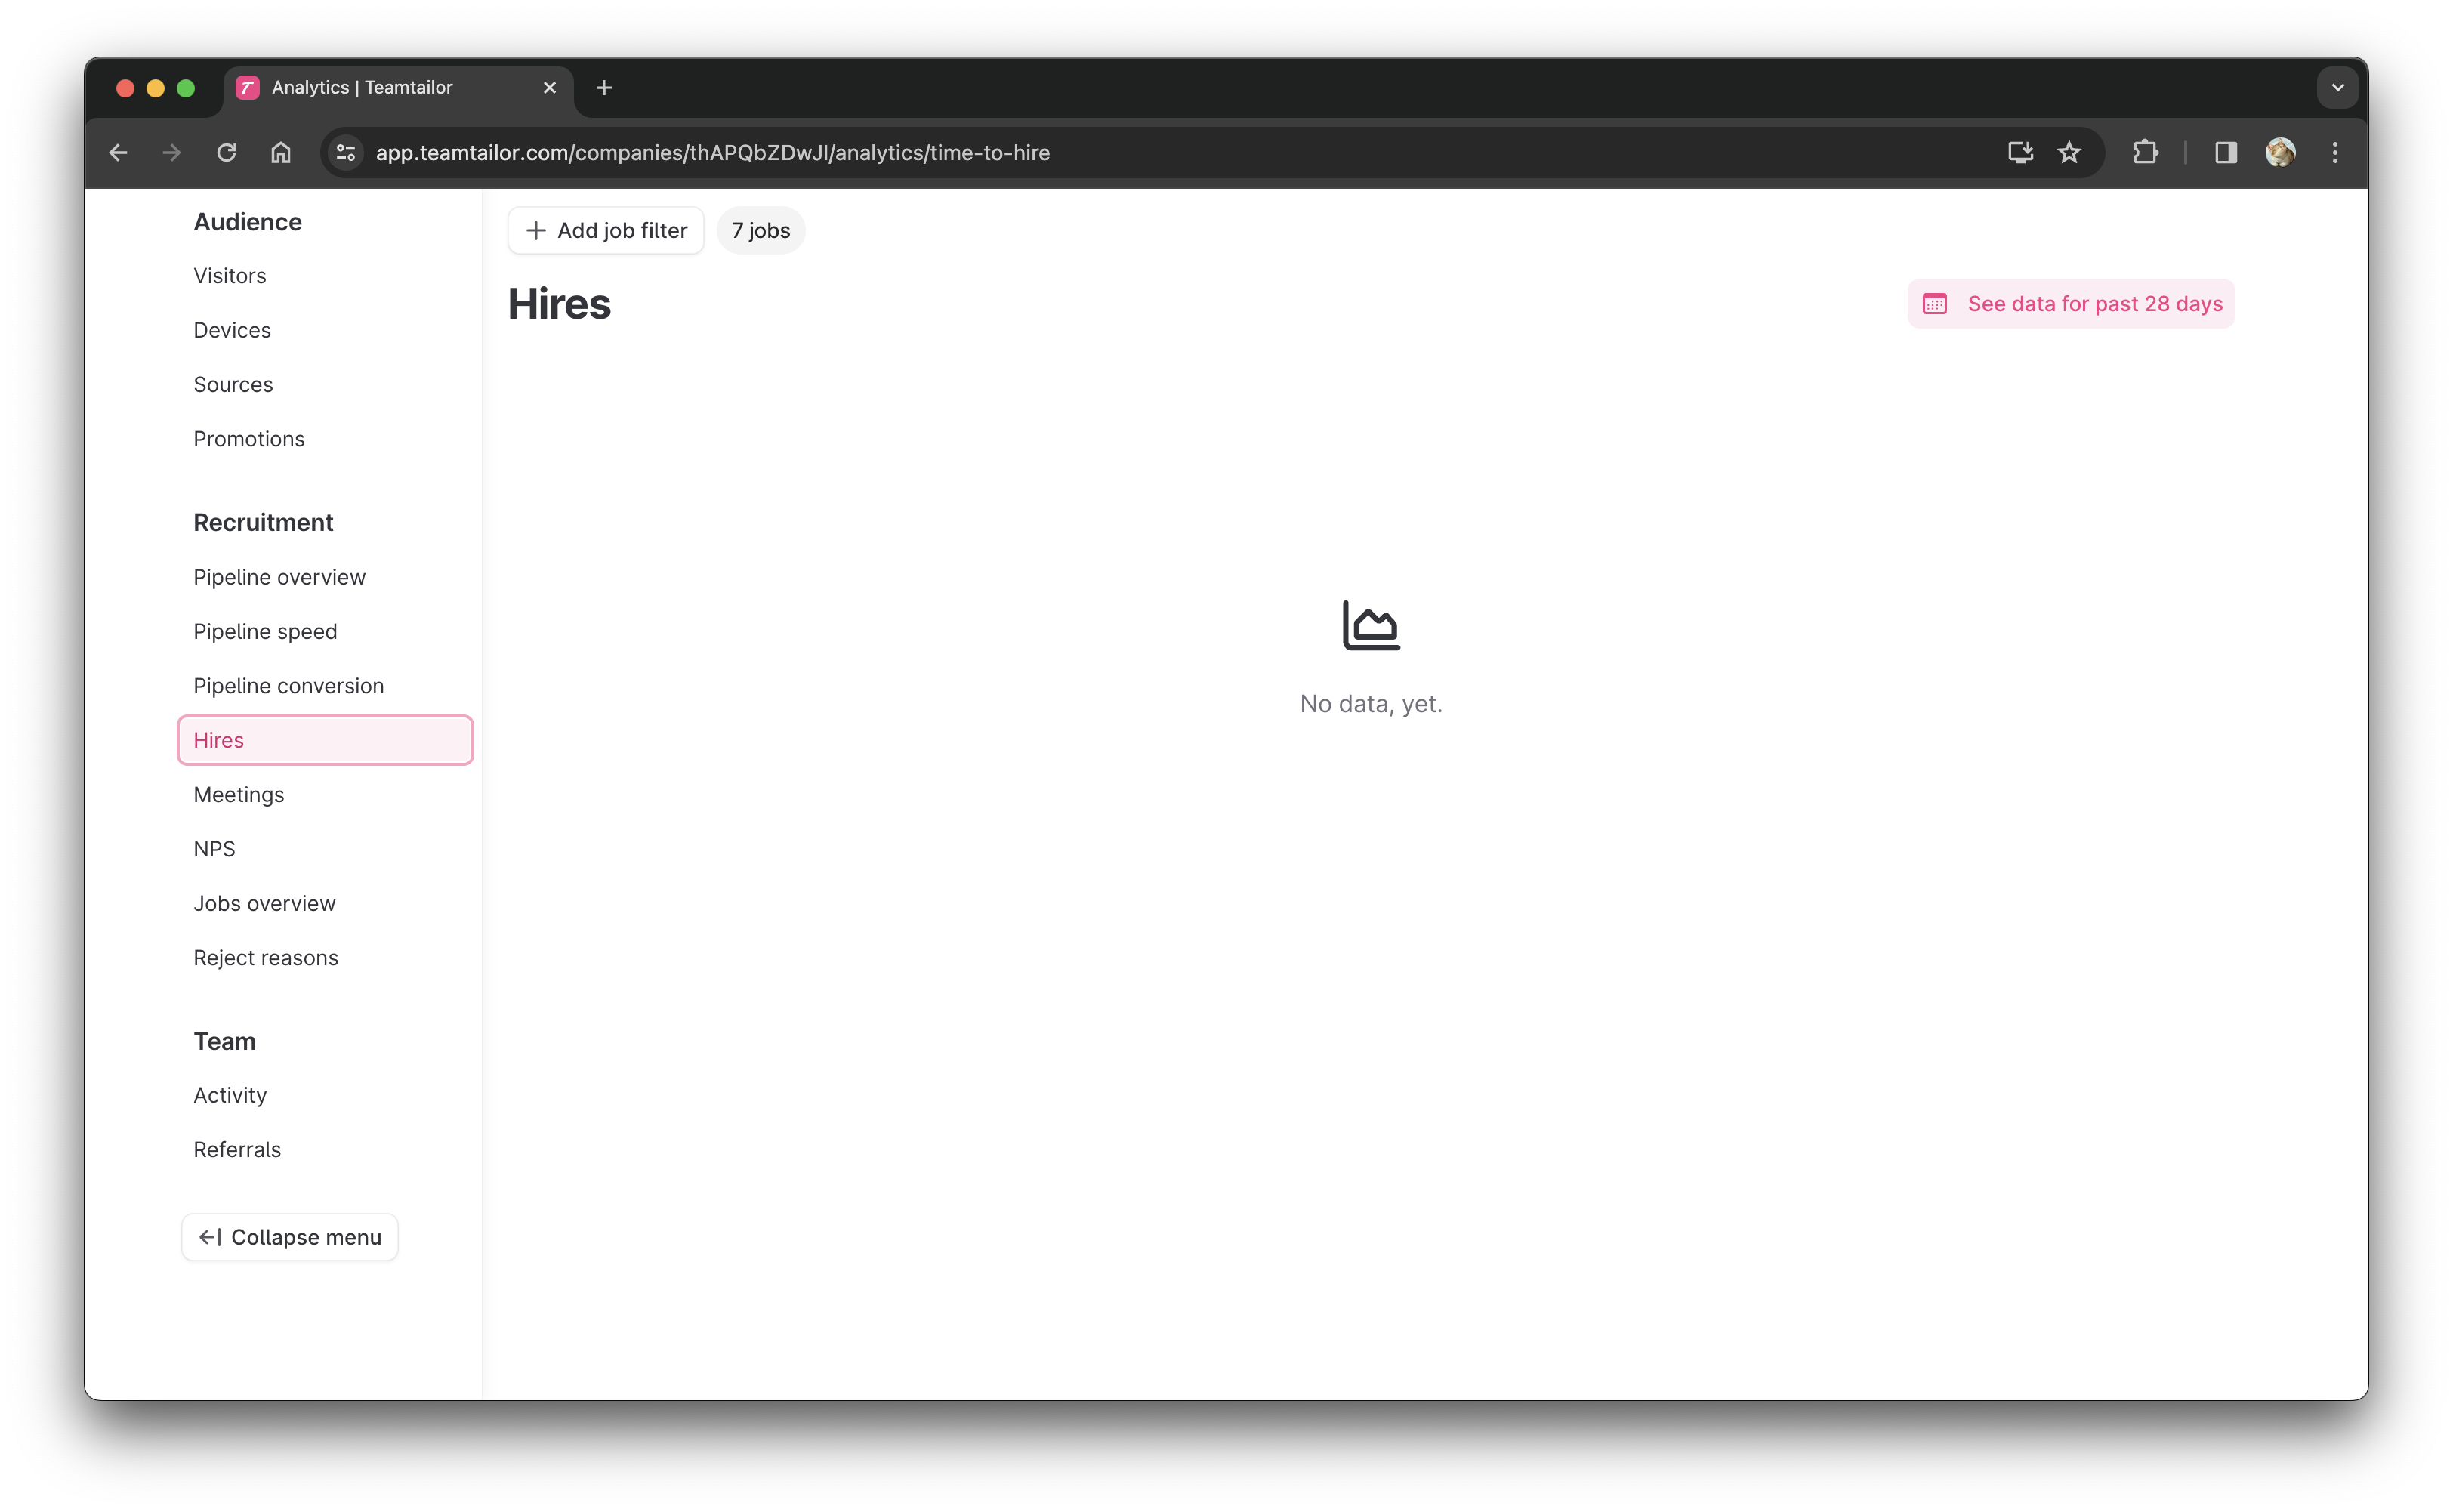 Analytics | Teamtailor
app.teamtailor.com/companies/thAPQbZDwJI/analytics/time-to-hire
Audience
Visitors
Devices
Sources
Promotions
Recruitment
Pipeline overview
Pipeline speed
Pipeline conversion
Hires
Meetings
NPS
Jobs overview
Reject reasons
Team
Activity
Referrals
Collapse menu
Add job filter
7 jobs
Hires
See data for past 28 days
No data, yet.